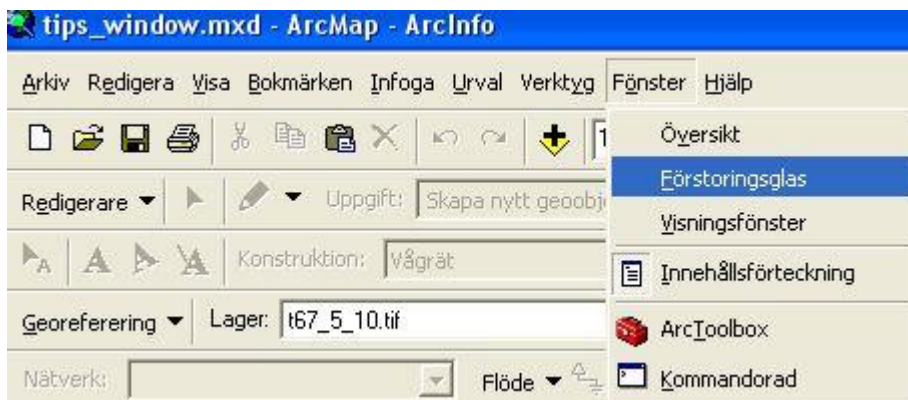 tips_window.mxd - ArcMap - ArcInfo
Arkiv Redigera Visa Bokmärken Infoga Urval Verktyg Fönster Hjälp
Översikt
Förstoringsglas
Visningsfönster
Innehållsförteckning
ArcToolbox
Kommandorad
Redigerare Uppgift: Skapa nytt geoobj
Konstruktion: Vågrät
Georeferering Lager: t67_5_10.tif
Nätverk: Flöde